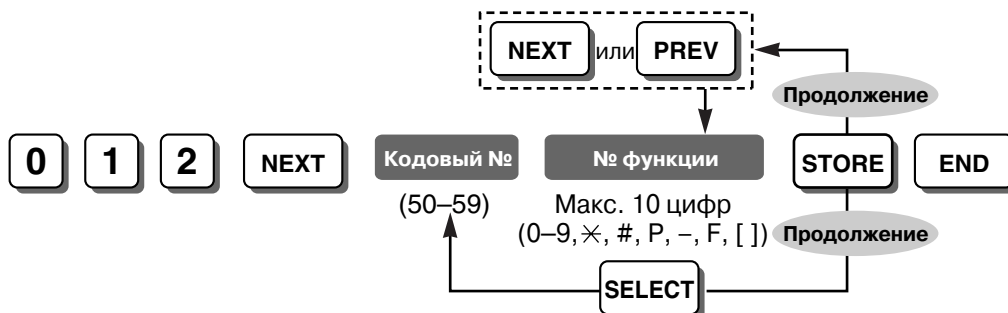 NEXT или PREV
Продолжение
0 1 2 NEXT Кодовый № № функции STORE END
(50–59) Макс. 10 цифр
(0–9, ✳, #, P, –, F, [ ]) Продолжение
SELECT